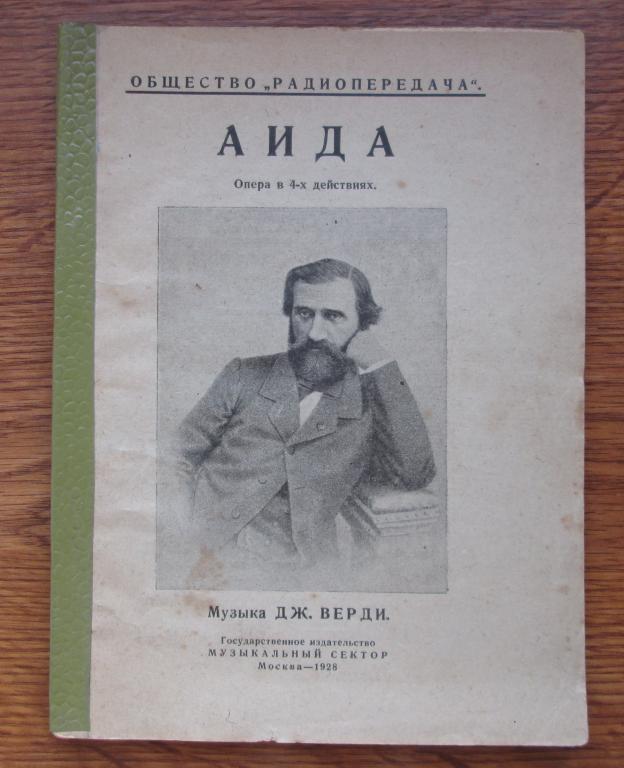 ОБЩЕСТВО „РАДИОПЕРЕДАЧА“.
АИДА
Опера в 4-х действиях.
Музыка ДЖ. ВЕРДИ.
Государственное издательство
МУЗЫКАЛЬНЫЙ СЕКТОР
Москва—1928